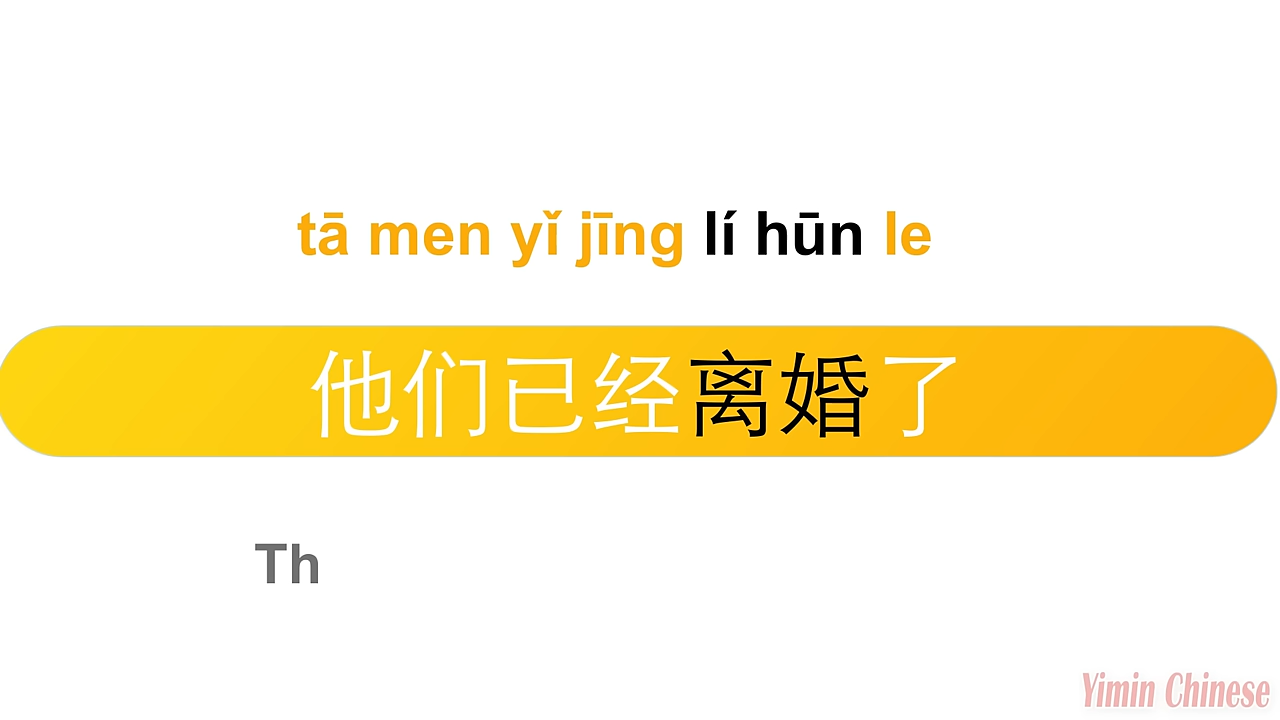 tā men yǐ jīng lí hūn le
他们已经离婚了
Th
Yimin Chinese